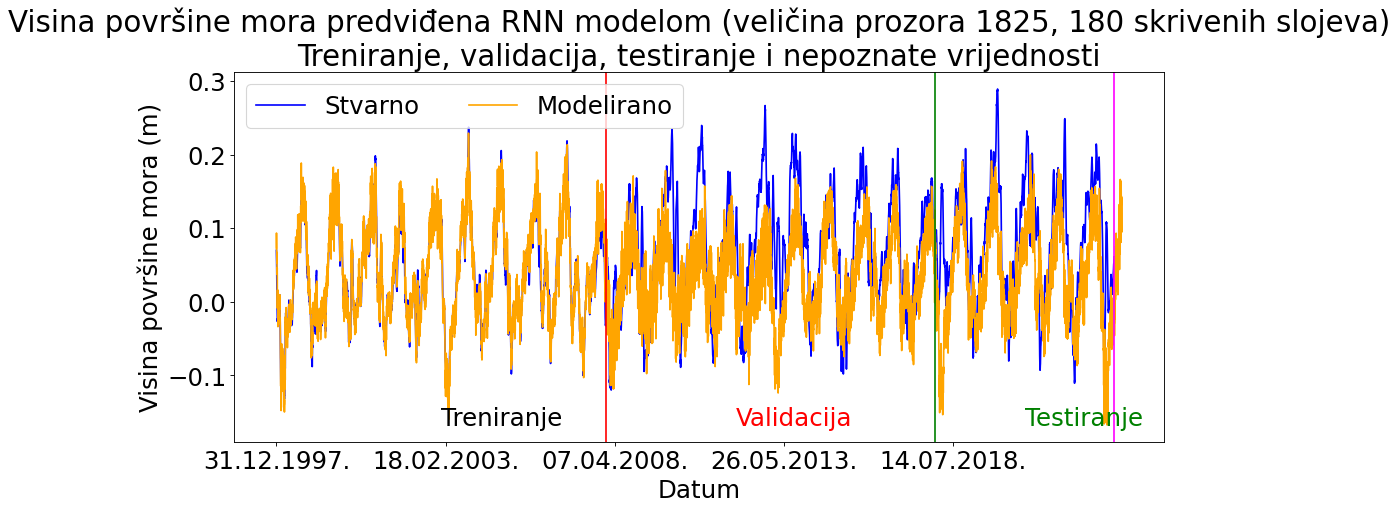 Visina površine mora predviđena RNN modelom (veličina prozora 1825, 180 skrivenih slojeva)
Treniranje, validacija, testiranje i nepoznate vrijednosti
Stvarno
Modelirano
0.3
0.2
0.1
0.0
−0.1
Visina površine mora (m)
Treniranje
Validacija
Testiranje
31.12.1997.
18.02.2003.
07.04.2008.
26.05.2013.
14.07.2018.
Datum